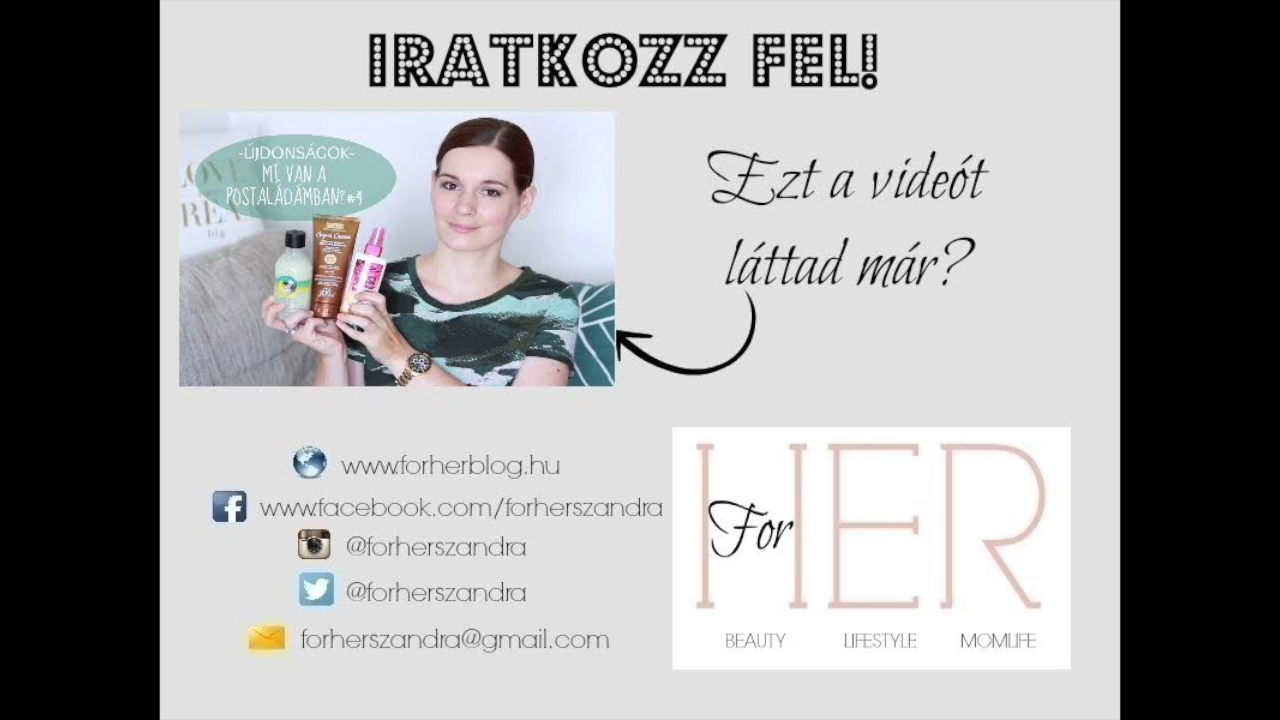 IRATKOZZ FEL!
-ÚJDONSÁGOK-
MI VAN A
POSTALÁDÁMBAN? #4
Ezt a videót
láttad már?
www.forherblog.hu
www.facebook.com/forherszandra
@forherszandra
@forherszandra
forherszandra@gmail.com
For HER
BEAUTY LIFESTYLE MOMLIFE